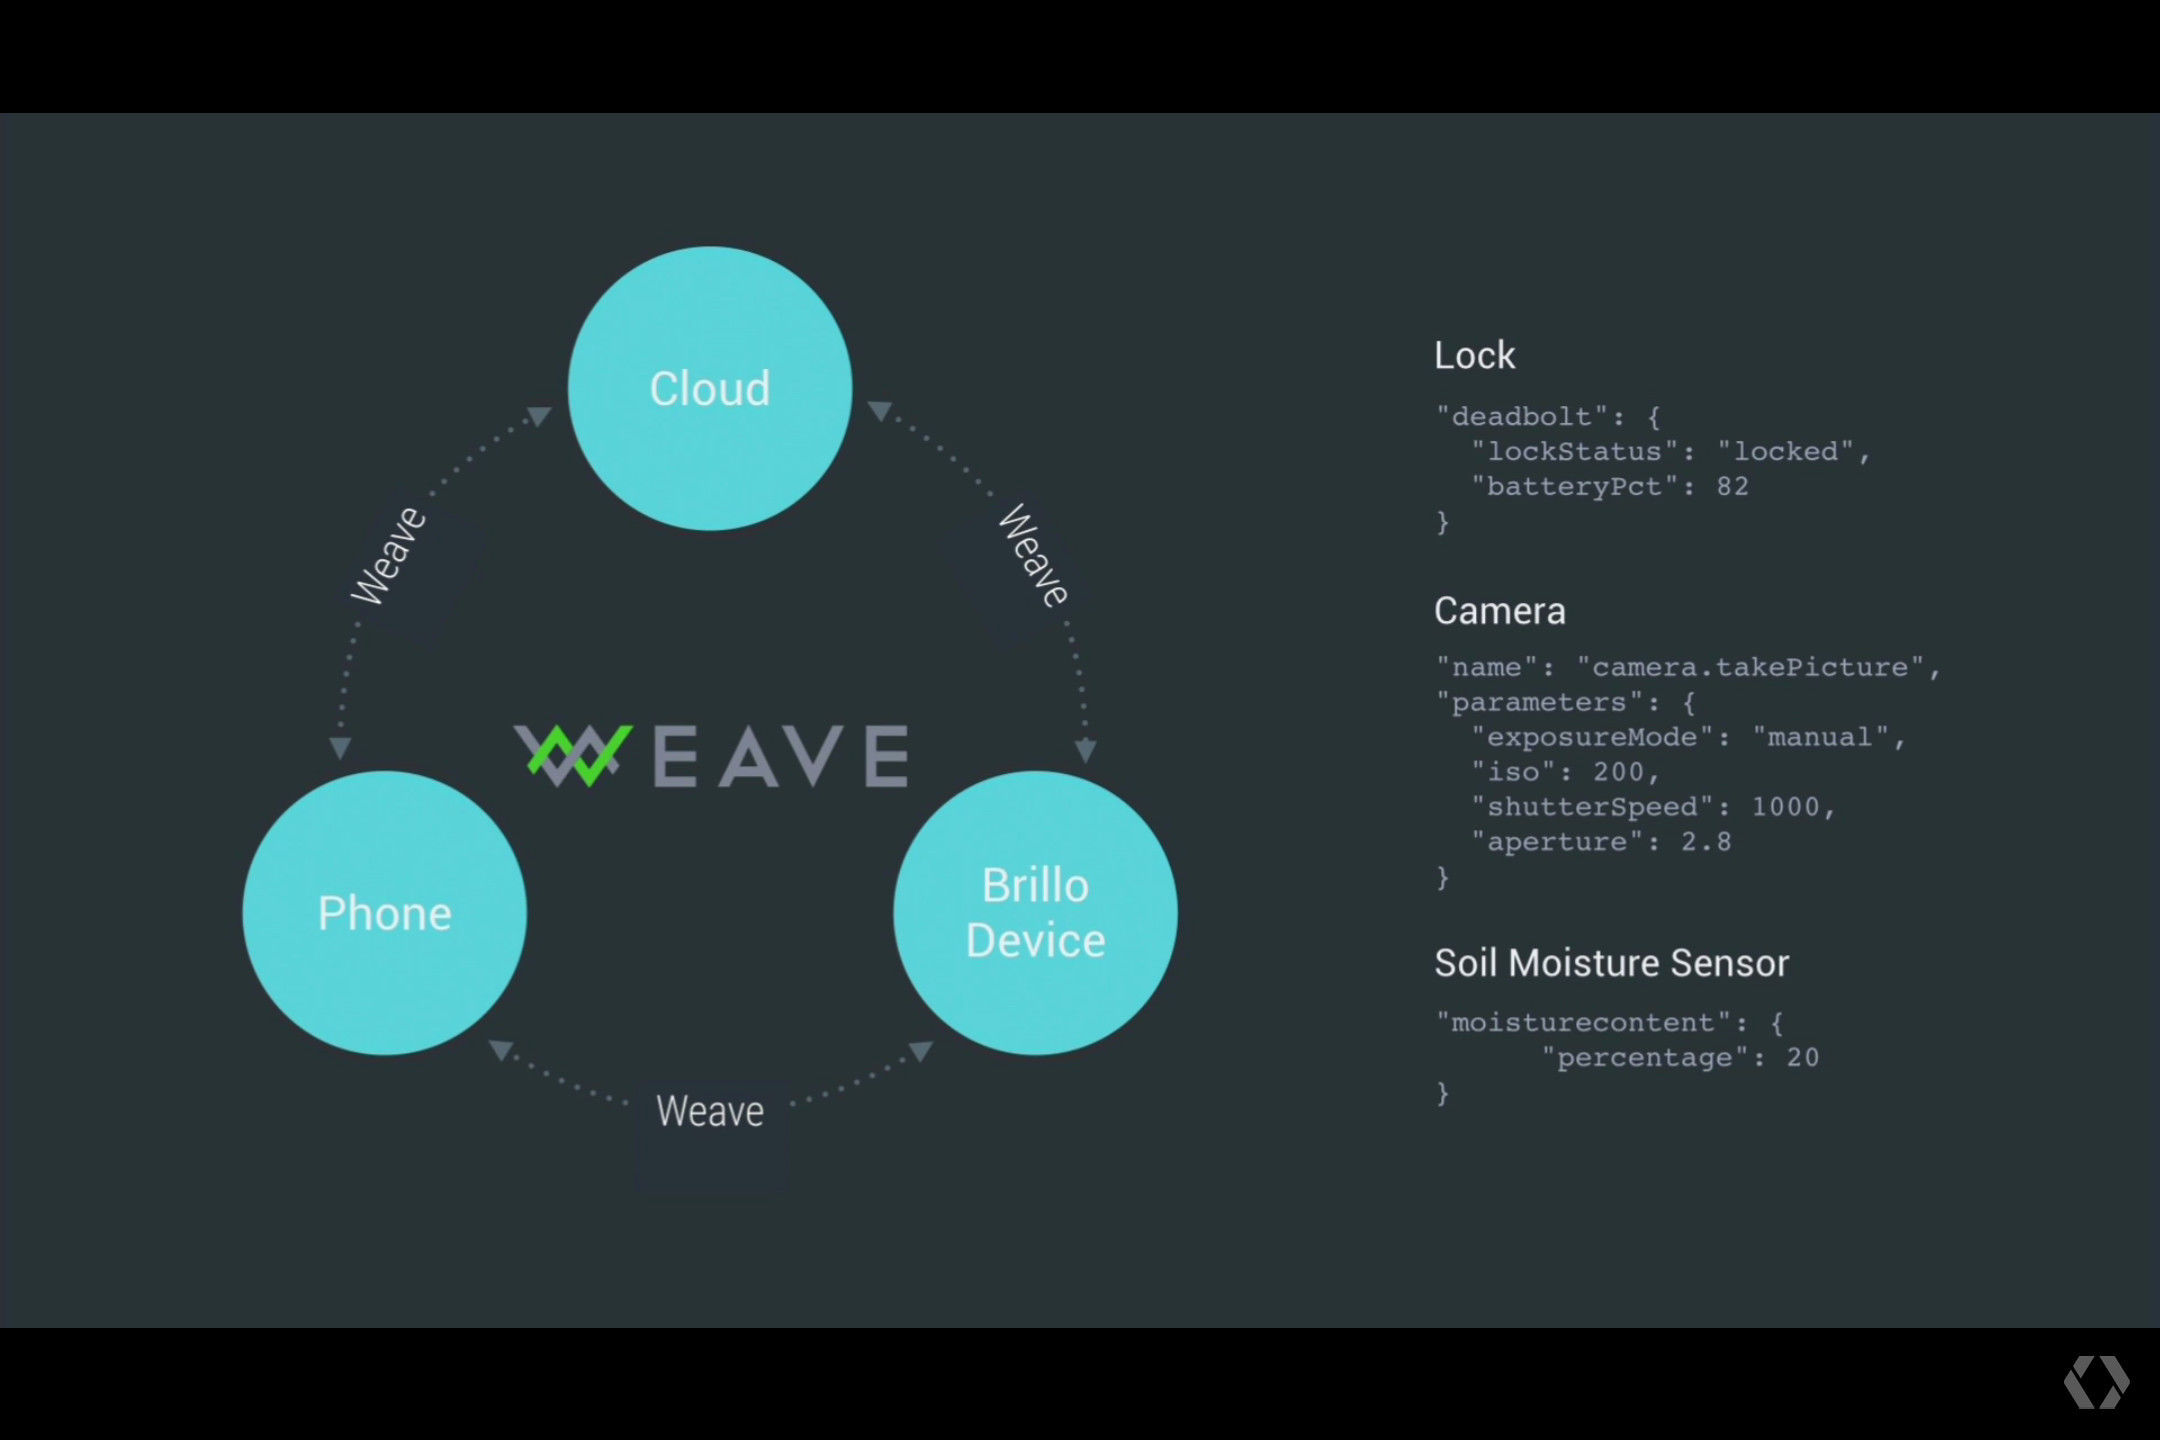 Cloud
Weave
Weave
WEAVE
Phone
Brillo
Device
Weave
Lock
"deadbolt": {
  "lockStatus": "locked",
  "batteryPct": 82
}
Camera
"name": "camera.takePicture",
"parameters": {
  "exposureMode": "manual",
  "iso": 200,
  "shutterSpeed": 1000,
  "aperture": 2.8
}
Soil Moisture Sensor
"moisturecontent": {
      "percentage": 20
}